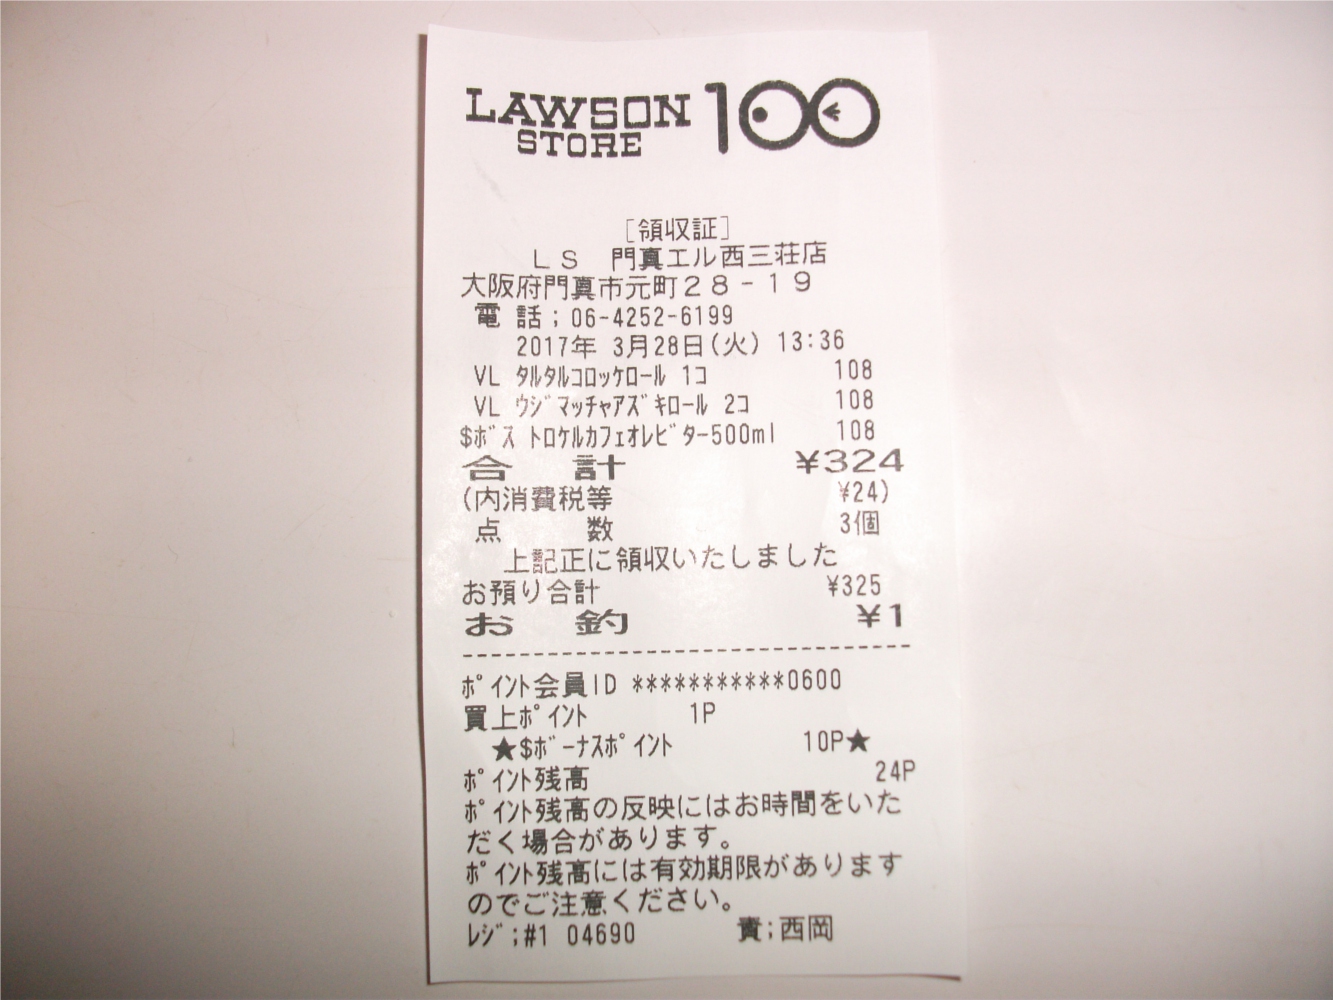 LAWSON STORE 100
[領収証]
ＬＳ　門真エル西三荘店
大阪府門真市元町２８－１９
電 話；06-4252-6199
2017年 3月28日(火) 13:36
VL ﾀﾙﾀﾙｺﾛｯｹﾛｰﾙ 1ｺ 108
VL ｳｼﾞﾏｯﾁｬｱｽﾞｷﾛｰﾙ 2ｺ 108
$ﾎﾞｽ ﾄﾛｹﾙｶﾌｪｵﾚﾋﾞﾀｰ500ml 108
合　計 ¥324
(内消費税等 ¥24)
点　数 3個
上記正に領収いたしました
お預り合計 ¥325
お　釣 ¥1
--------------------------------
ﾎﾟｲﾝﾄ会員ID ***********0600
買上ﾎﾟｲﾝﾄ 1P
★$ﾎﾞｰﾅｽﾎﾟｲﾝﾄ 10P★
ﾎﾟｲﾝﾄ残高 24P
ﾎﾟｲﾝﾄ残高の反映にはお時間をいた
だく場合があります。
ﾎﾟｲﾝﾄ残高には有効期限があります
のでご注意ください。
ﾚｼﾞ;#1 04690 責;西岡